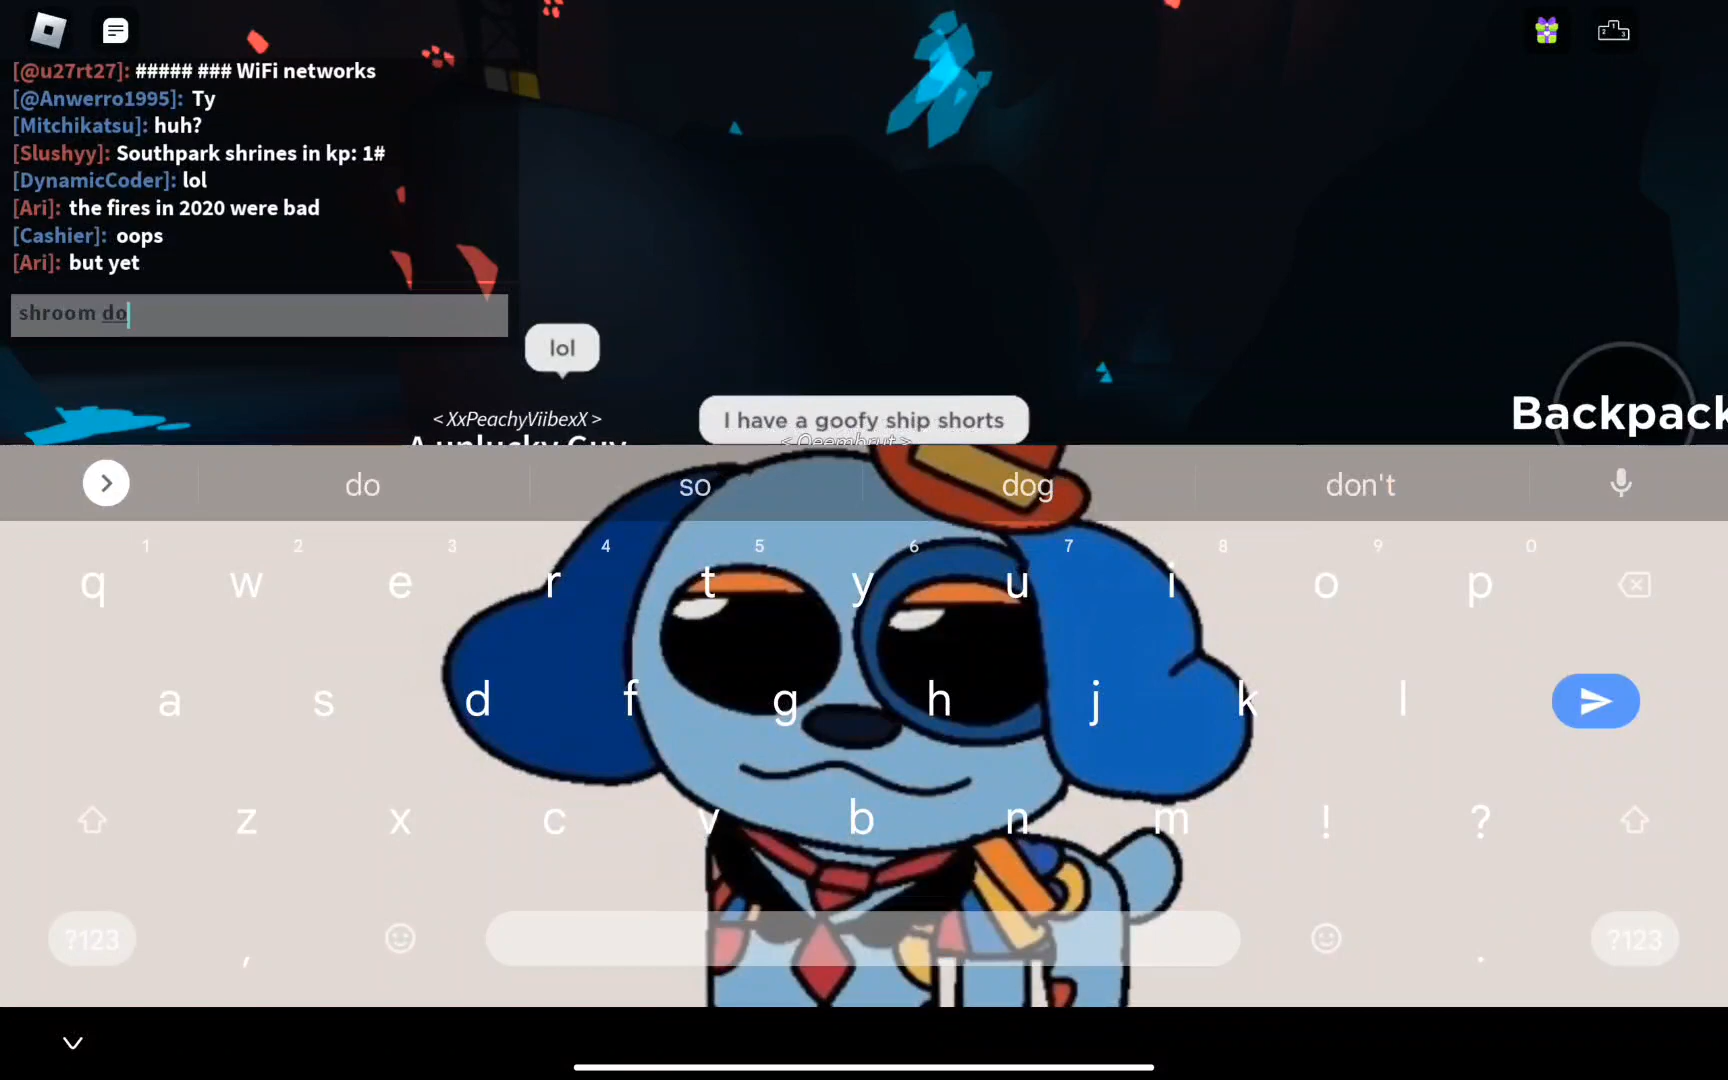 [@u27rt27]: ##### ### WiFi networks
[@Anwerro1995]: Ty
[Mitchikatsu]: huh?
[Slushyy]: Southpark shrines in kp: 1#
[DynamicCoder]: lol
[Ari]: the fires in 2020 were bad
[Cashier]: oops
[Ari]: but yet
shroom do
lol
I have a goofy ship shorts
<XxPeachyViibexX>
A unlucky Guy
Backpack
do so dog don't
1 2 3 4 5 6 7 8 9 0
q w e r t y u i o p
a s d f g h j k l
z x c v b n m ! ?
?123 , . ?123